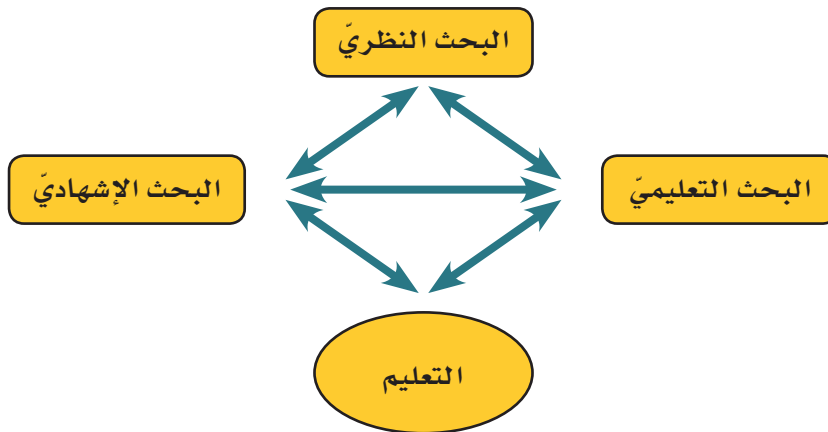 البحث النظريّ
البحث التعليميّ
البحث الإشهاديّ
التعليم